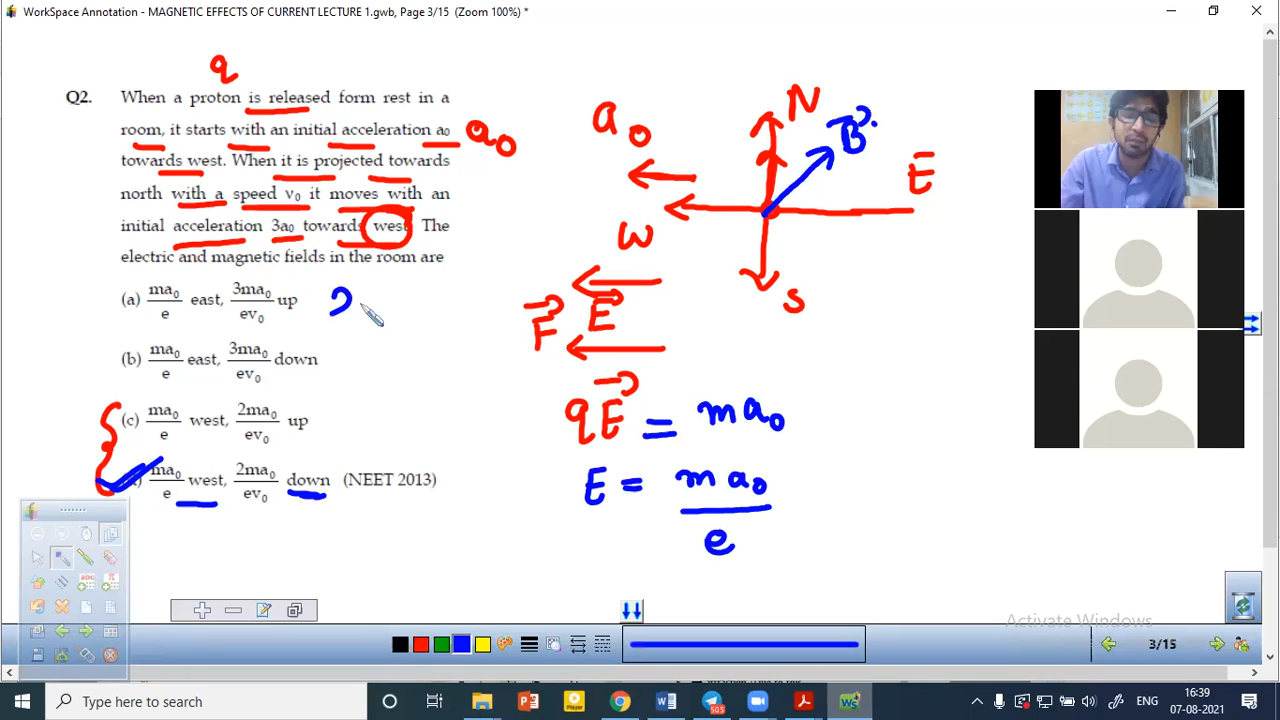 WorkSpace Annotation - MAGNETIC EFFECTS OF CURRENT LECTURE 1.gwb, Page 3/15 (Zoom 100%) *
q
Q2. When a proton is released form rest in a
room, it starts with an initial acceleration a₀
towards west. When it is projected towards
north with a speed v₀ it moves with an
initial acceleration 3a₀ towards west. The
electric and magnetic fields in the room are
(a) ma₀/e east, 3ma₀/ev₀ up
(b) ma₀/e east, 3ma₀/ev₀ down
(c) ma₀/e west, 2ma₀/ev₀ up
ma₀/e west, 2ma₀/ev₀ down (NEET 2013)
a₀
a₀
N
B
E
W
S
E
F
qE = ma₀
E = ma₀/e
Activate Windows
3/15
Type here to search
ENG
16:39
07-08-2021